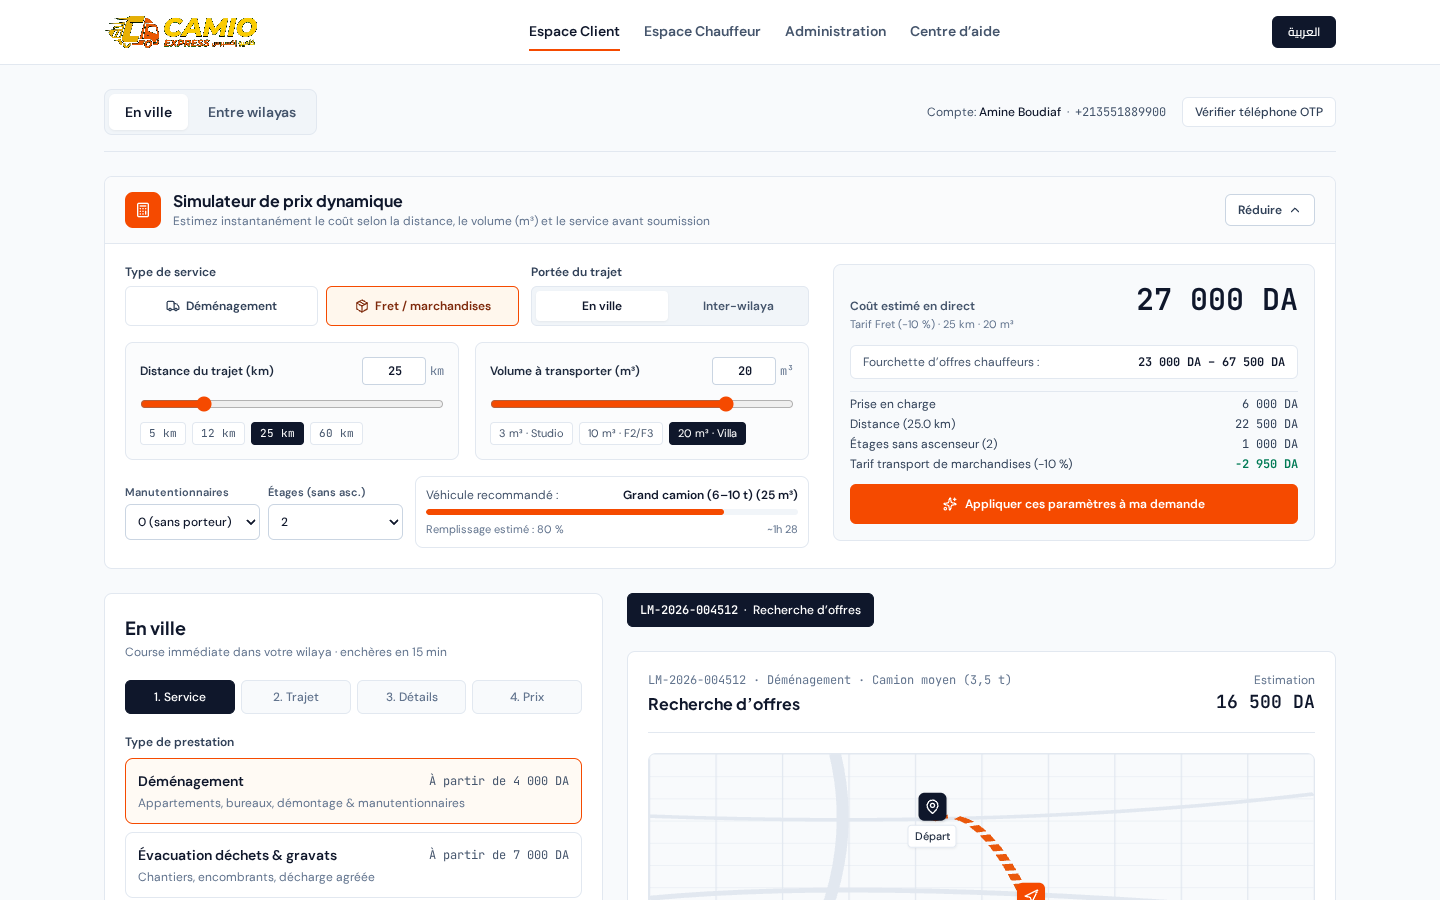 CAMIO
EXPRESS
Espace Client
Espace Chauffeur
Administration
Centre d’aide
العربية
En ville
Entre wilayas
Compte: Amine Boudiaf · +213551889900
Vérifier téléphone OTP
Simulateur de prix dynamique
Estimez instantanément le coût selon la distance, le volume (m³) et le service avant soumission
Réduire
Type de service
Déménagement
Fret / marchandises
Portée du trajet
En ville
Inter-wilaya
Distance du trajet (km)
25 km
5 km
12 km
25 km
60 km
Volume à transporter (m³)
20 m³
3 m³ · Studio
10 m³ · F2/F3
20 m³ · Villa
Manutentionnaires
0 (sans porteur)
Étages (sans asc.)
2
Véhicule recommandé : Grand camion (6–10 t) (25 m³)
Remplissage estimé : 80 % ~1h 28
Coût estimé en direct
27 000 DA
Tarif Fret (-10 %) · 25 km · 20 m³
Fourchette d’offres chauffeurs : 23 000 DA – 67 500 DA
Prise en charge 6 000 DA
Distance (25.0 km) 22 500 DA
Étages sans ascenseur (2) 1 000 DA
Tarif transport de marchandises (-10 %) -2 950 DA
Appliquer ces paramètres à ma demande
En ville
Course immédiate dans votre wilaya · enchères en 15 min
1. Service
2. Trajet
3. Détails
4. Prix
Type de prestation
Déménagement À partir de 4 000 DA
Appartements, bureaux, démontage & manutentionnaires
Évacuation déchets & gravats À partir de 7 000 DA
Chantiers, encombrants, décharge agréée
LM-2026-004512 · Recherche d’offres
LM-2026-004512 · Déménagement · Camion moyen (3,5 t)
Recherche d’offres
Estimation
16 500 DA
Départ